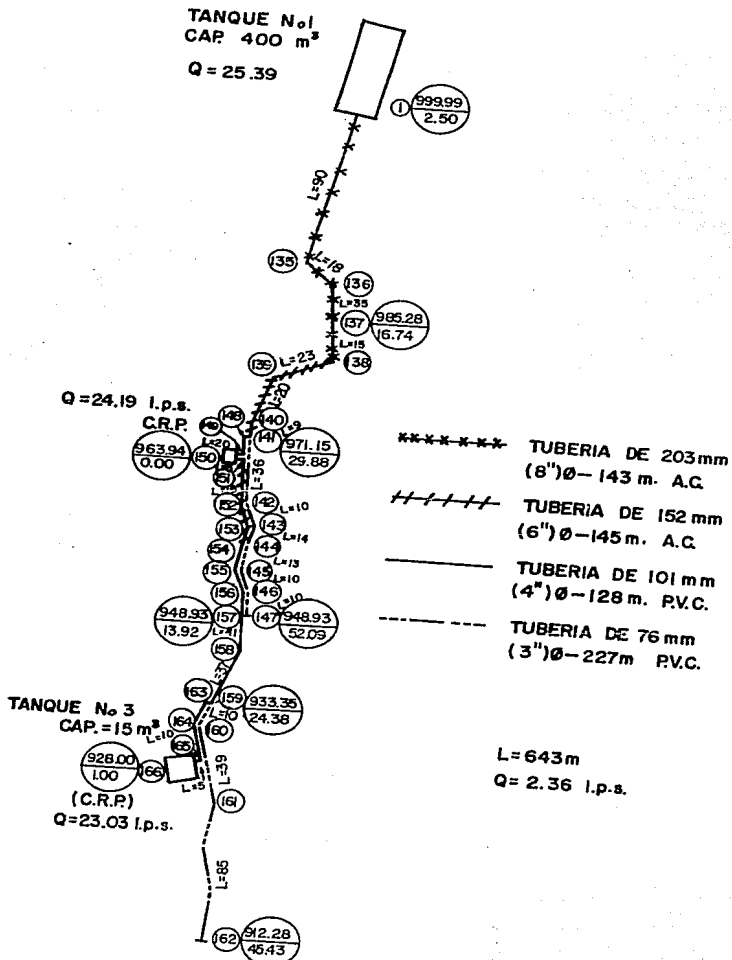 TANQUE No1
CAP. 400 m³
Q = 25.39
1
999.99
2.50
L=90
135
L=18
136
L=35
137
985.28
16.74
L=15
138
139
L=23
L=20
Q=24.19 l.p.s.
C.R.P.
148
149
140
L=9
141
971.15
29.88
963.94
0.00
150
L=20
L=36
151
152
142
L=10
153
143
L=14
154
144
L=13
155
145
L=10
156
146
L=10
948.93
13.92
157
147
948.93
52.09
L=41
158
163
159
933.35
24.38
L=10
TANQUE No 3
CAP. = 15 m³
164
160
L=10
165
928.00
1.00
166
L=5
L=39
(C.R.P.)
Q=23.03 l.p.s.
161
L=85
162
912.28
45.43
TUBERIA DE 203mm
(8")Ø-143 m. A.C.
TUBERIA DE 152 mm
(6")Ø-145m. A.C.
TUBERIA DE 101 mm
(4")Ø-128 m. P.V.C.
TUBERIA DE 76 mm
(3")Ø-227m P.V.C.
L=643m
Q= 2.36 l.p.s.